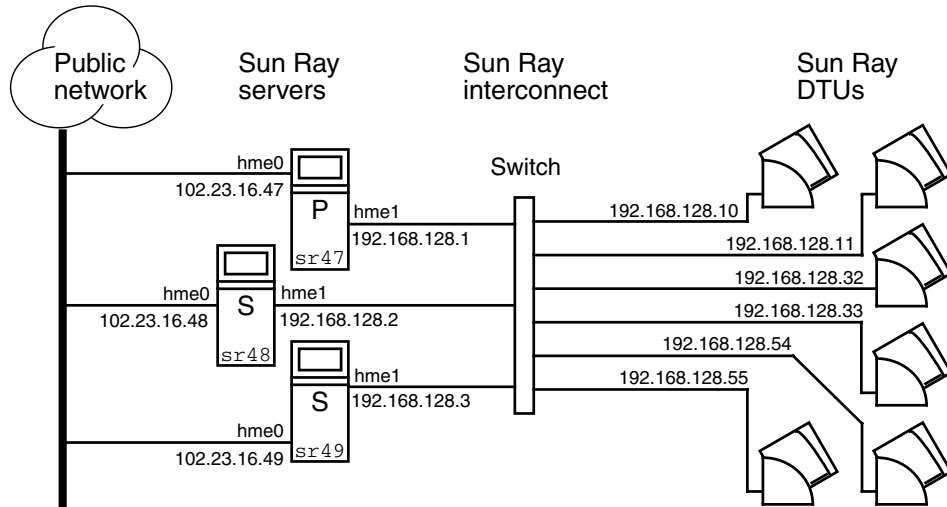 Public
network
Sun Ray
servers
Sun Ray
interconnect
Sun Ray
DTUs
Switch
hme0
102.23.16.47
P
sr47
hme1
192.168.128.1
hme0
102.23.16.48
S
sr48
hme1
192.168.128.2
hme0
102.23.16.49
S
sr49
hme1
192.168.128.3
192.168.128.10
192.168.128.11
192.168.128.32
192.168.128.33
192.168.128.54
192.168.128.55